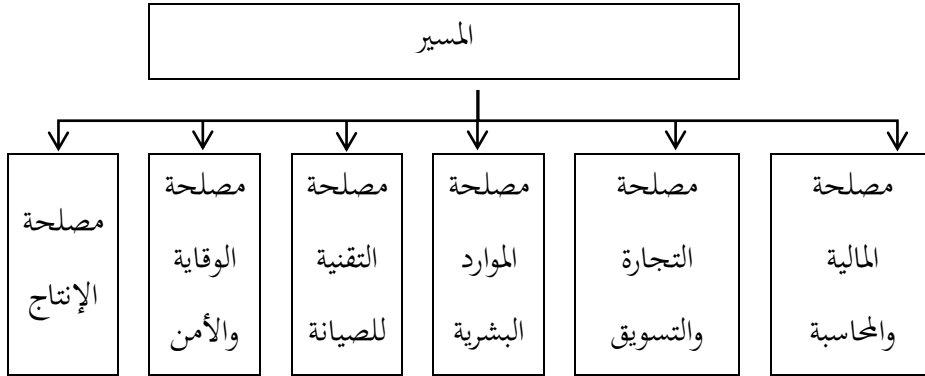 المسير
مصلحة
المالية
والمحاسبة
مصلحة
التجارة
والتسويق
مصلحة
الموارد
البشرية
مصلحة
التقنية
للصيانة
مصلحة
الوقاية
والأمن
مصلحة
الإنتاج